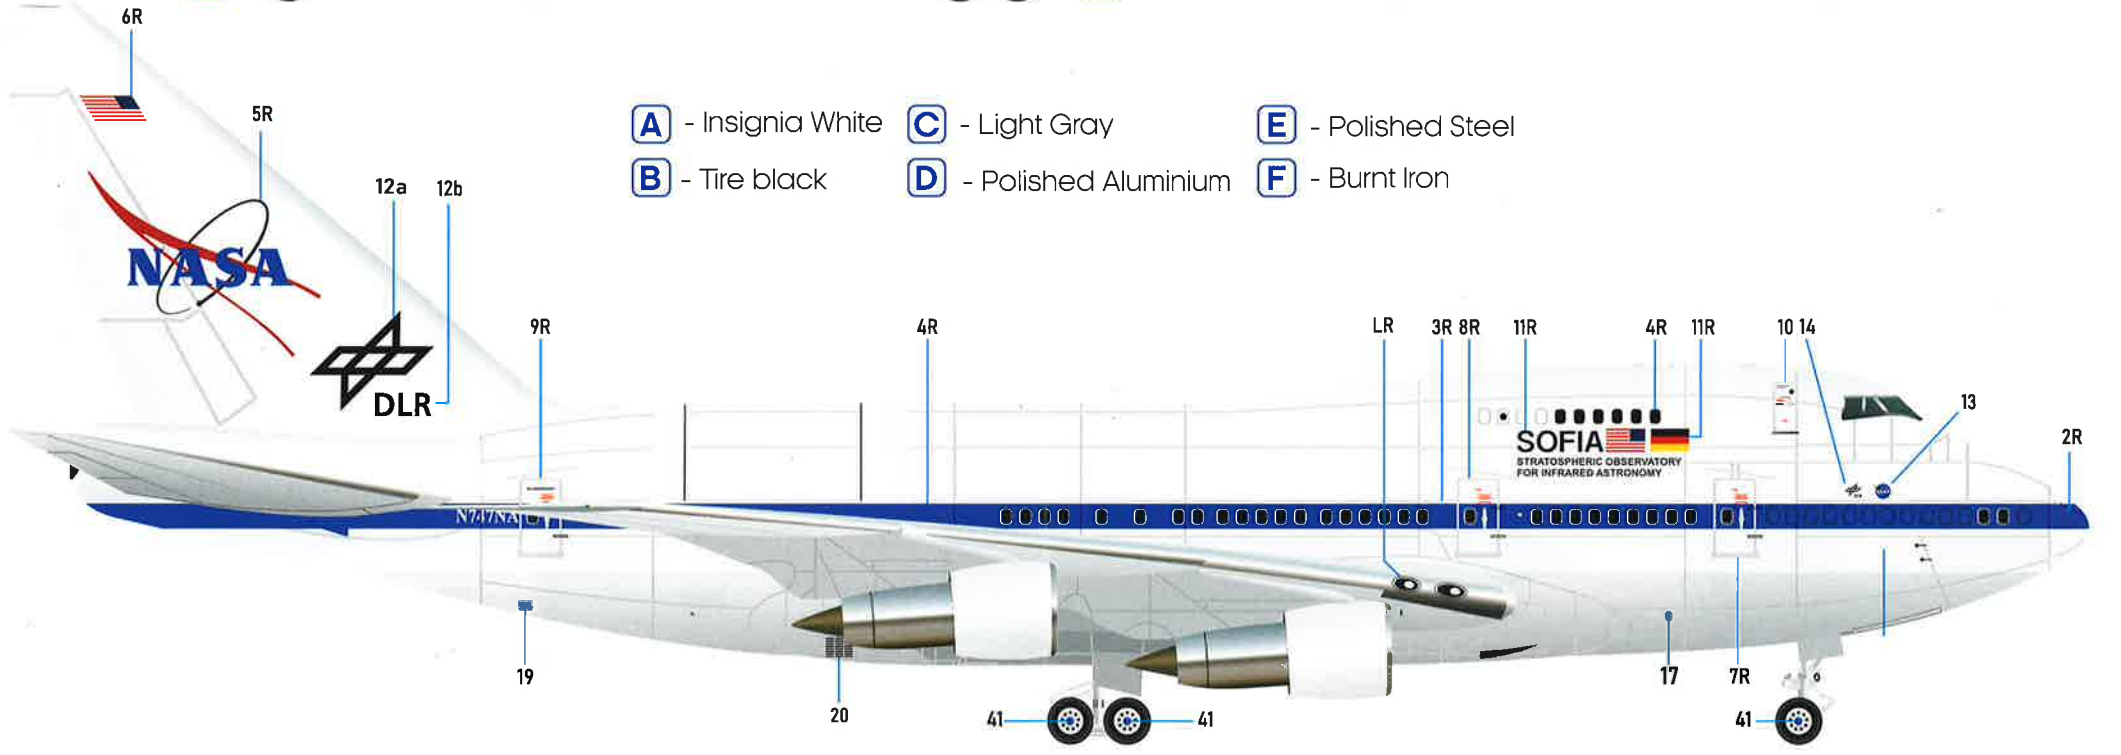 6R
5R
12a 12b
A - Insignia White C - Light Gray E - Polished Steel
B - Tire black D - Polished Aluminium F - Burnt Iron
NASA
DLR
9R 4R LR 3R 8R 11R 4R 11R 10 14
13
2R
SOFIA
STRATOSPHERIC OBSERVATORY
FOR INFRARED ASTRONOMY
N747NA
19 17 7R
20 41 41 41